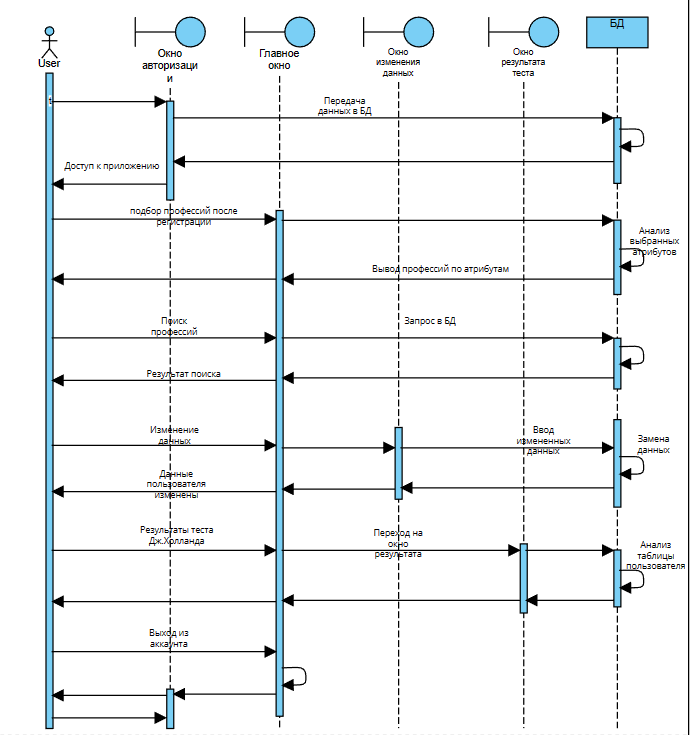 User
Окно
авторизаци
и
Главное
окно
Окно
изменения
данных
Окно
результата
теста
БД
t
Передача
данных в БД
Доступ к приложению
подбор профессий после
регистрации
Анализ
выбранных
атрибутов
Вывод профессий по атрибутам
Поиск
профессий
Запрос в БД
Результат поиска
Изменение
данных
Ввод
измененных
данных
Замена
данных
Данные
пользователя
изменены
Результаты теста
Дж.Холланда
Переход на
окно
результата
Анализ
таблицы
пользователя
Выход из
аккаунта